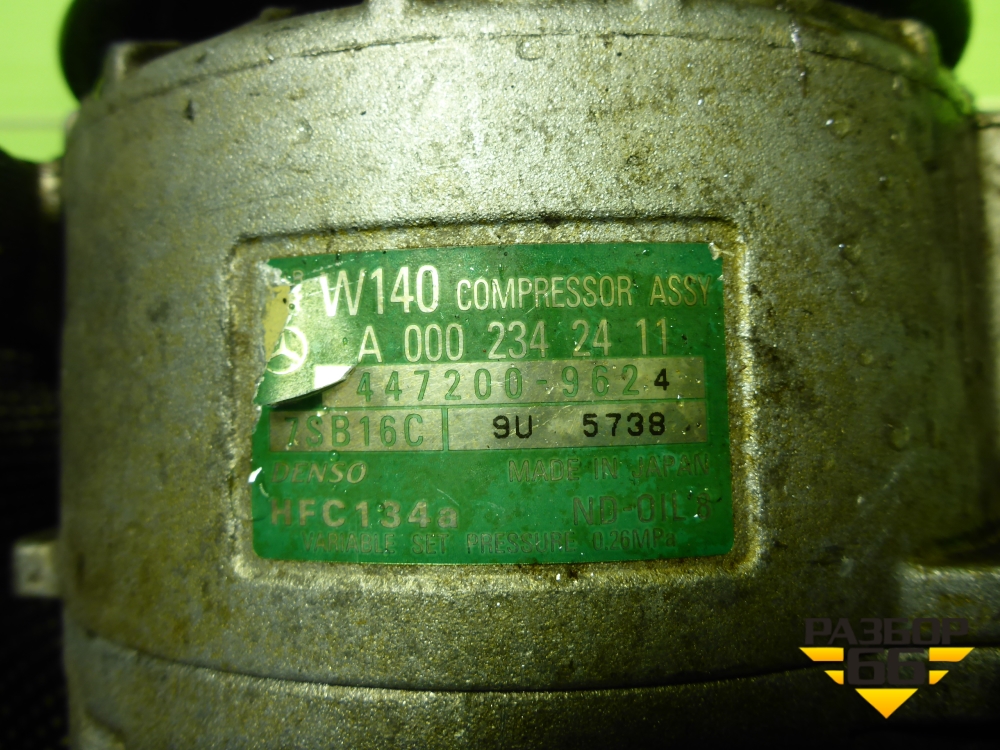 W140 COMPRESSOR ASSY
A 000 234 24 11
447200-9624
7SB16C 9U 5738
DENSO MADE IN JAPAN
HFC134a ND-OIL 8
VARIABLE SET PRESSURE 0.26MPa
РАЗБОР
66